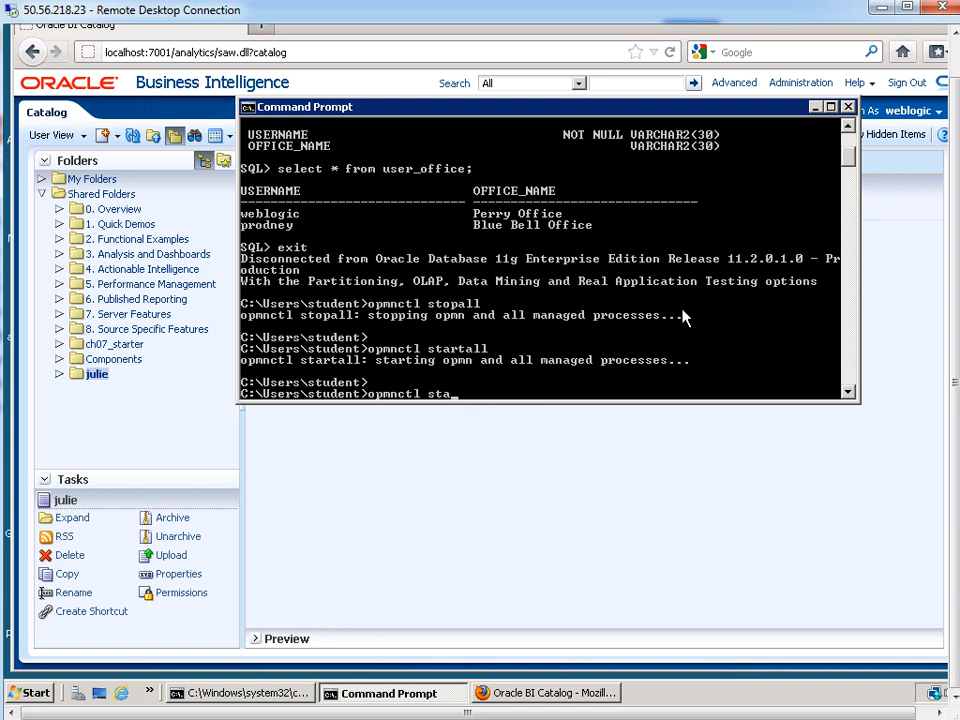 50.56.218.23 - Remote Desktop Connection
Oracle BI Catalog
localhost:7001/analytics/saw.dll?catalog
Google
ORACLE Business Intelligence
Search All Advanced Administration Help Sign Out
Catalog
Command Prompt
As weblogic
User View
Hidden Items
Folders
My Folders
Shared Folders
0. Overview
1. Quick Demos
2. Functional Examples
3. Analysis and Dashboards
4. Actionable Intelligence
5. Performance Management
6. Published Reporting
7. Server Features
8. Source Specific Features
ch07_starter
Components
julie
USERNAME NOT NULL VARCHAR2(30)
OFFICE_NAME VARCHAR2(30)
SQL> select * from user_office;
USERNAME OFFICE_NAME
------------------------------ ------------------------------
weblogic Perry Office
prodney Blue Bell Office
SQL> exit
Disconnected from Oracle Database 11g Enterprise Edition Release 11.2.0.1.0 - Pr
oduction
With the Partitioning, OLAP, Data Mining and Real Application Testing options
C:\Users\student>opmnctl stopall
opmnctl stopall: stopping opmn and all managed processes...
C:\Users\student>
C:\Users\student>opmnctl startall
opmnctl startall: starting opmn and all managed processes...
C:\Users\student>
C:\Users\student>opmnctl sta_
Tasks
julie
Expand Archive
RSS Unarchive
Delete Upload
Copy Properties
Rename Permissions
Create Shortcut
Preview
Start
C:\Windows\system32/c...
Command Prompt
Oracle BI Catalog - Mozill...